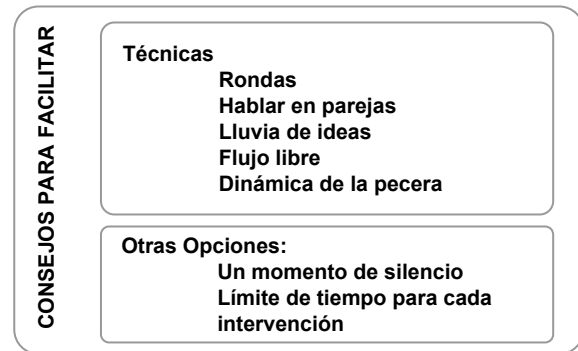 CONSEJOS PARA FACILITAR
Técnicas
Rondas
Hablar en parejas
Lluvia de ideas
Flujo libre
Dinámica de la pecera
Otras Opciones:
Un momento de silencio
Límite de tiempo para cada
intervención